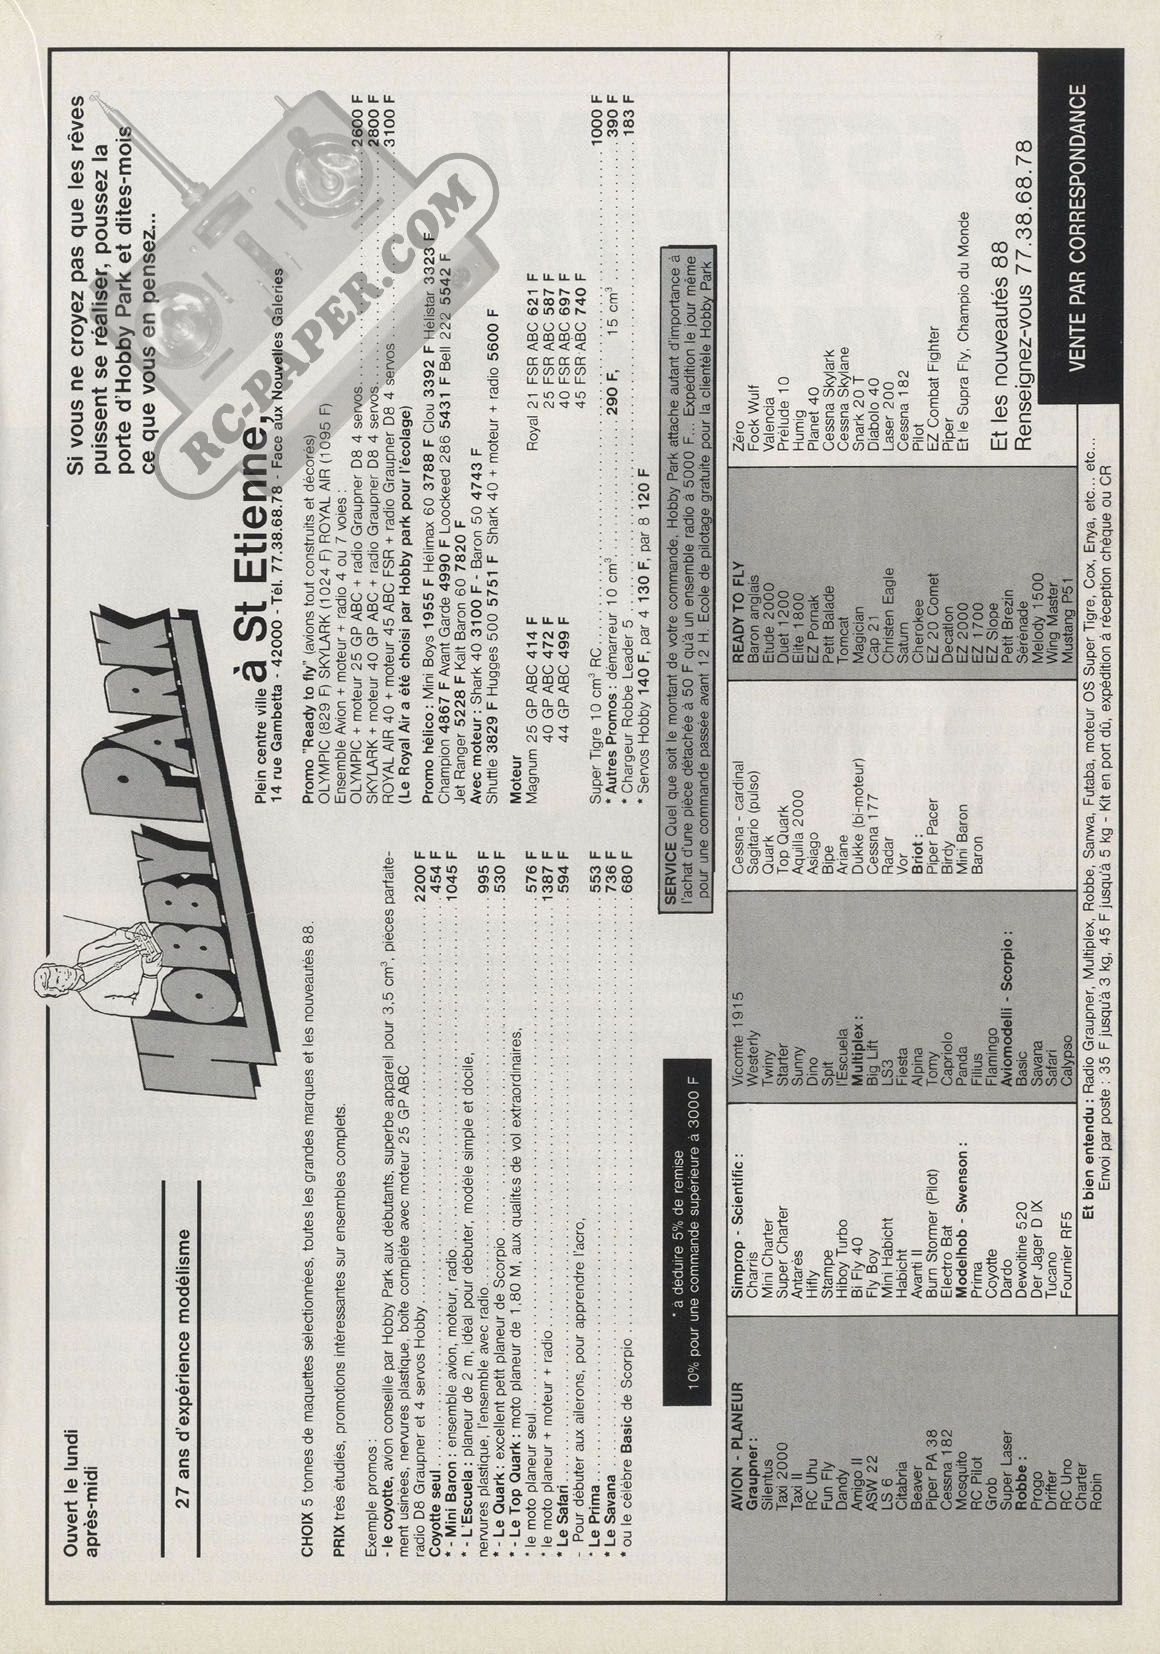 Ouvert le lundi
après-midi
27 ans d'expérience modélisme
HOBBY PARK
Si vous ne croyez pas que les rêves
puissent se réaliser, poussez la
porte d'Hobby Park et dites-mois
ce que vous en pensez...
Plein centre ville à St Etienne,
14 rue Gambetta - 42000 - Tél. 77.38.68.78 - Face aux Nouvelles Galeries
RC-PAPER.COM
CHOIX 5 tonnes de maquettes sélectionnées, toutes les grandes marques et les nouveautés 88.
PRIX très étudiés, promotions intéressantes sur ensembles complets.
Exemple promos :
- le coyotte, avion conseillé par Hobby Park aux débutants, superbe appareil pour 3,5 cm³, pièces parfaite-
ment usinées, nervures plastique, boîte complète avec moteur 25 GP ABC
radio D8 Graupner et 4 servos Hobby 2200 F
Coyotte seul 454 F
* - Mini Baron : ensemble avion, moteur, radio 1045 F
* - L'Escuela : planeur de 2 m, idéal pour débuter, modèle simple et docile,
nervures plastique, l'ensemble avec radio 995 F
* - Le Quark : excellent petit planeur de Scorpio 530 F
* - Le Top Quark : moto planeur de 1,80 M, aux qualités de vol extraordinaires,
* le moto planeur seul 576 F
* le moto planeur + moteur + radio 1387 F
* Le Safari 594 F
- Pour débuter aux ailerons, pour apprendre l'acro,
* Le Prima 553 F
* Le Savana 736 F
* ou le célèbre Basic de Scorpio 680 F
* à déduire 5% de remise
10% pour une commande supérieure à 3000 F
Promo "Ready to fly" (avions tout construits et décorés)
OLYMPIC (829 F) SKYLARK (1024 F) ROYAL AIR (1095 F)
Ensemble Avion + moteur + radio 4 ou 7 voies :
OLYMPIC + moteur 25 GP ABC + radio Graupner D8 4 servos 2600 F
SKYLARK + moteur 40 GP ABC + radio Graupner D8 4 servos 2800 F
ROYAL AIR 40 + moteur 45 ABC FSR + radio Graupner D8 4 servos 3100 F
(Le Royal Air a été choisi par Hobby park pour l'écolage)
Promo hélico : Mini Boys 1955 F Hélimax 60 3788 F Clou 3392 F Hélistar 3323 F
Champion 4867 F Avant Garde 4990 F Loockeed 286 5431 F Bell 222 5542 F
Jet Ranger 5228 F Kalt Baron 60 7820 F
Avec moteur : Shark 40 3100 F - Baron 50 4743 F
Shuttle 3829 F Hugges 500 5751 F Shark 40 + moteur + radio 5600 F
Moteur
Magnum 25 GP ABC 414 F Royal 21 FSR ABC 621 F
40 GP ABC 472 F 25 FSR ABC 587 F
44 GP ABC 499 F 40 FSR ABC 697 F
45 FSR ABC 740 F
Super Tigre 10 cm³ RC 1000 F
* Autres Promos : démarreur 10 cm³ 290 F, 15 cm³ 390 F
* Chargeur Robbe Leader 5 183 F
* Servos Hobby 140 F, par 4 130 F, par 8 120 F
SERVICE Quel que soit le montant de votre commande, Hobby Park attache autant d'importance à
l'achat d'une pièce détachée à 50 F qu'à un ensemble radio à 5000 F... Expédition le jour même
pour une commande passée avant 12 H. Ecole de pilotage gratuite pour la clientèle Hobby Park
AVION - PLANEUR
Graupner :
Silentus
Taxi 2000
Taxi II
RC Uhu
Fun Fly
Dandy
Amigo II
ASW 22
LS 6
Citabria
Beaver
Piper PA 38
Cessna 182
Mosquito
RC Pilot
Grob
Super Laser
Robbe :
Progo
Drifter
RC Uno
Charter
Robin
Simprop - Scientific :
Charris
Mini Charter
Super Charter
Antarès
Hifly
Stampe
Hiboy Turbo
Bi Fly 40
Fly Boy
Mini Habicht
Habicht
Avanti II
Burn Stormer (Pilot)
Electro Bat
Modelhob - Swenson :
Prima
Coyotte
Dardo
Dewoitine 520
Der Jager D IX
Tucano
Fournier RF5
Vicomte 1915
Westerly
Twiny
Starter
Sunny
Dino
Spit
l'Escuela
Multiplex :
Big Lift
LS3
Fiesta
Alpina
Tomy
Capriolo
Panda
Filius
Flamingo
Aviomodelli - Scorpio :
Basic
Savana
Safari
Calypso
Cessna - cardinal
Sagitario (pulso)
Quark
Top Quark
Aquilla 2000
Asiago
Bipe
Ariane
Dukke (bi-moteur)
Cessna 177
Radar
Vor
Briot :
Piper Pacer
Birdy
Mini Baron
Baron
READY TO FLY
Baron anglais
Etude 2000
Duet 1200
Elite 1800
EZ Pornak
Petit Balade
Tomcat
Magician
Cap 21
Christen Eagle
Saturn
Cherokee
EZ 20 Comet
Decatlon
EZ 2000
EZ 1700
EZ Slope
Petit Brezin
Sérénade
Melody 1500
Wing Master
Mustang P51
Zéro
Fock Wulf
Valencia
Prélude 10
Humig
Planet 40
Cessna Skylark
Cessna Skylane
Snark 20 T
Diabolo 40
Laser 200
Cessna 182
Pilot
EZ Combat Fighter
Piper
Et le Supra Fly, Champio du Monde
Et les nouveautés 88
Renseignez-vous 77.38.68.78
VENTE PAR CORRESPONDANCE
Et bien entendu : Radio Graupner, Multiplex, Robbe, Sanwa, Futaba, moteur OS Super Tigre, Cox, Enya, etc... etc...
Envoi par poste : 35 F jusqu'à 3 kg, 45 F jusqu'à 5 kg - Kit en port dû, expédition à réception chèque ou CR